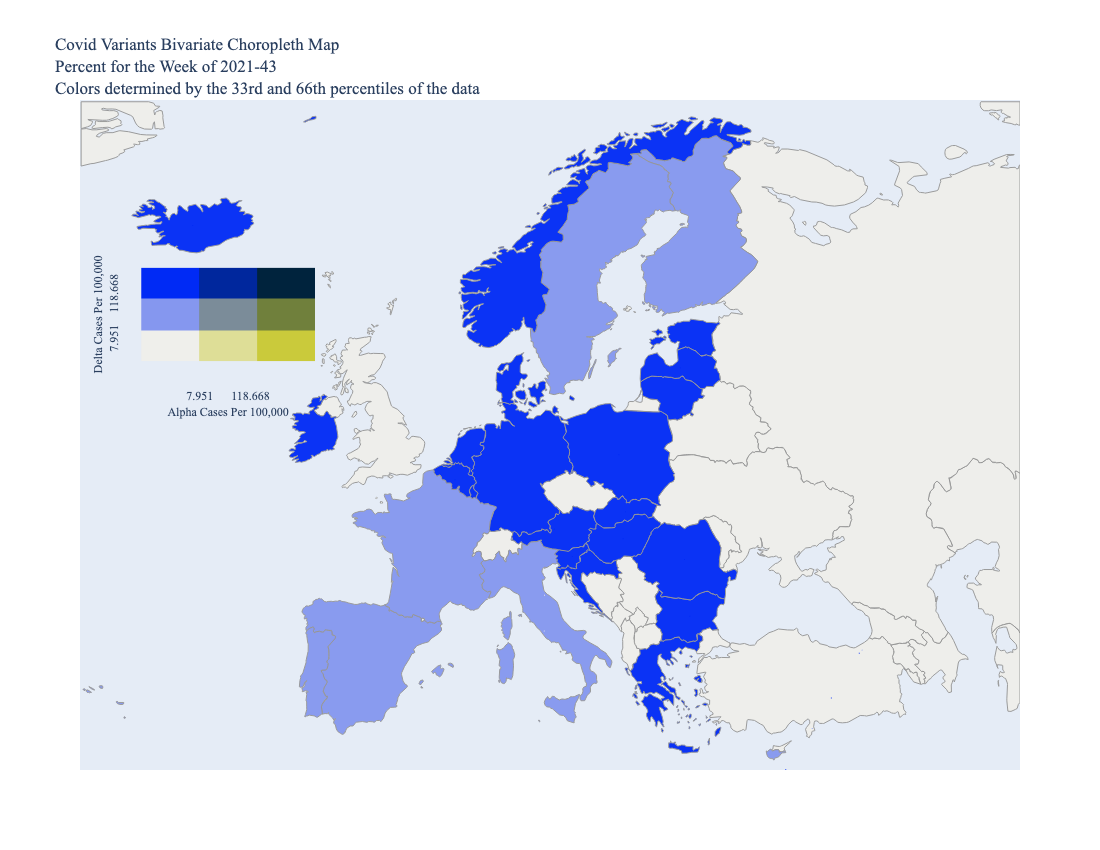 Covid Variants Bivariate Choropleth Map
Percent for the Week of 2021-43
Colors determined by the 33rd and 66th percentiles of the data
Delta Cases Per 100,000
7.951 118.668
7.951 118.668
Alpha Cases Per 100,000